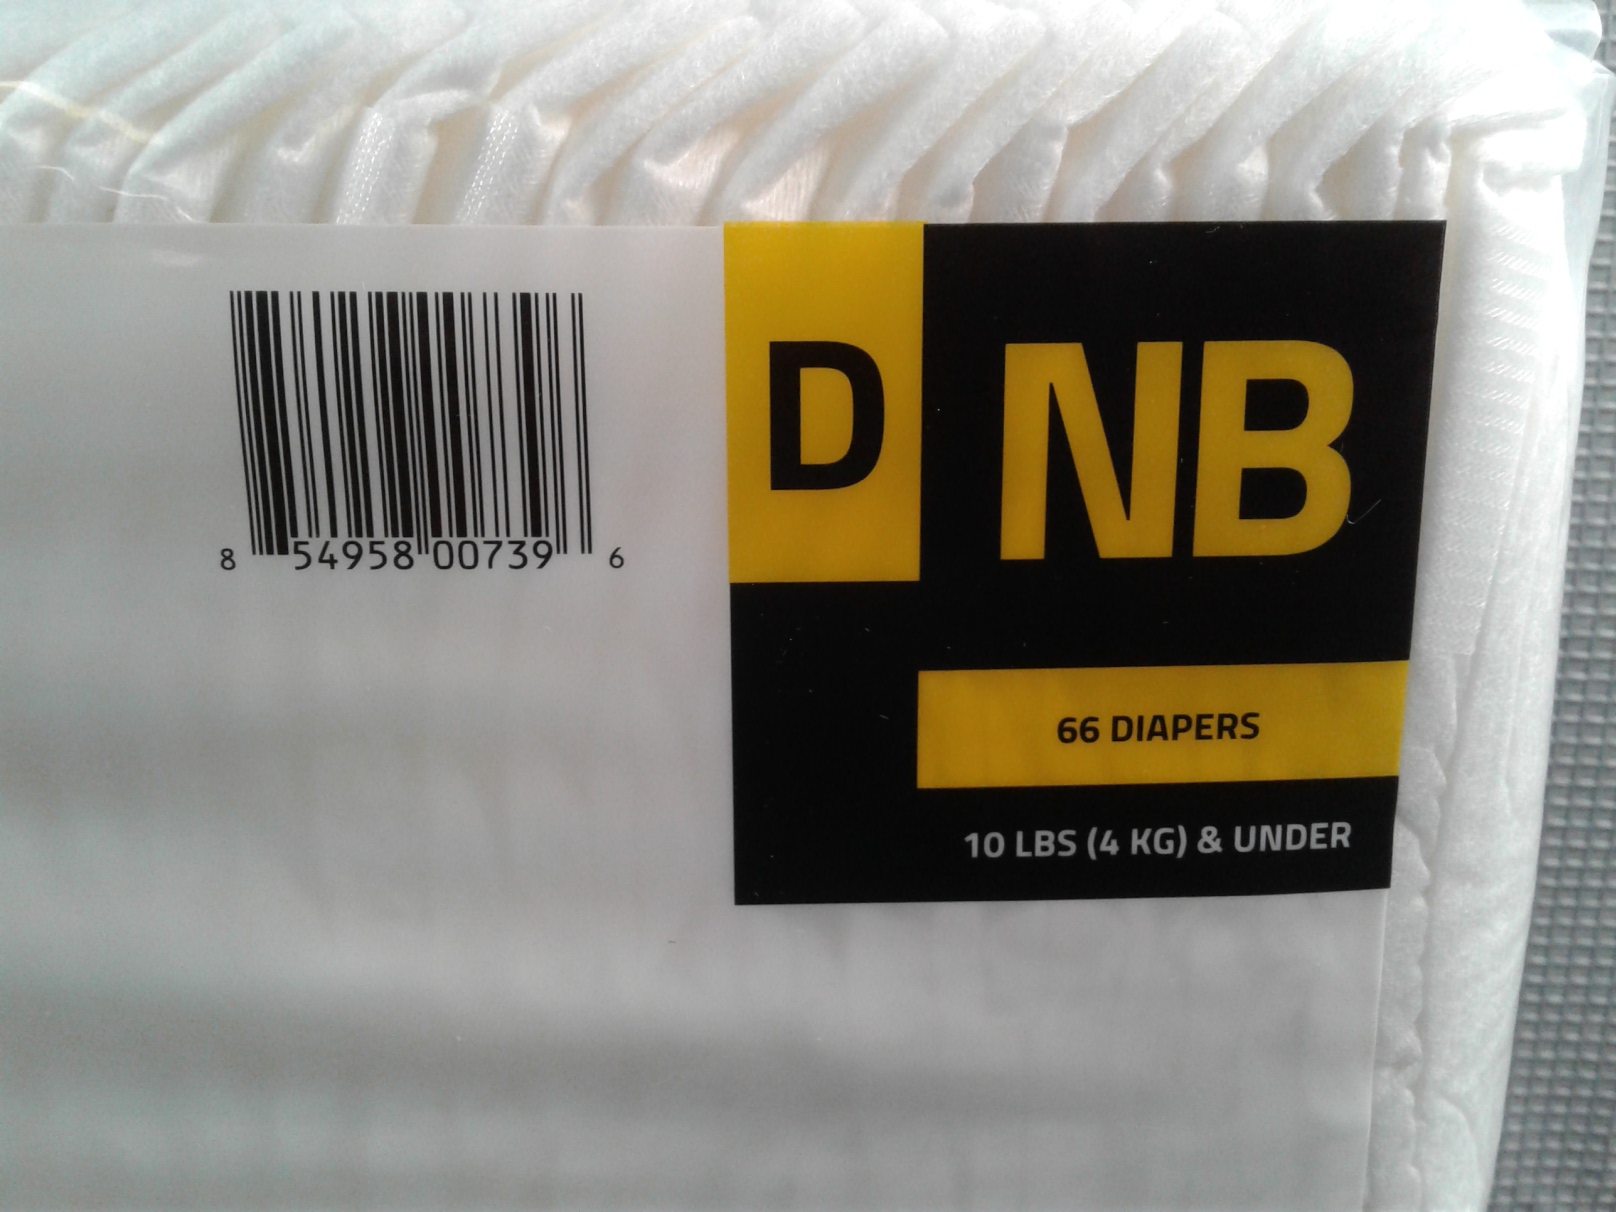 8 54958 00739 6
D NB
66 DIAPERS
10 LBS (4 KG) & UNDER